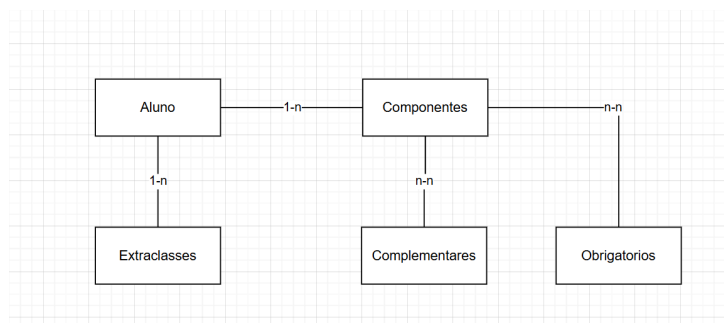 Aluno
1-n
Componentes
n-n
1-n
n-n
Extraclasses
Complementares
Obrigatorios